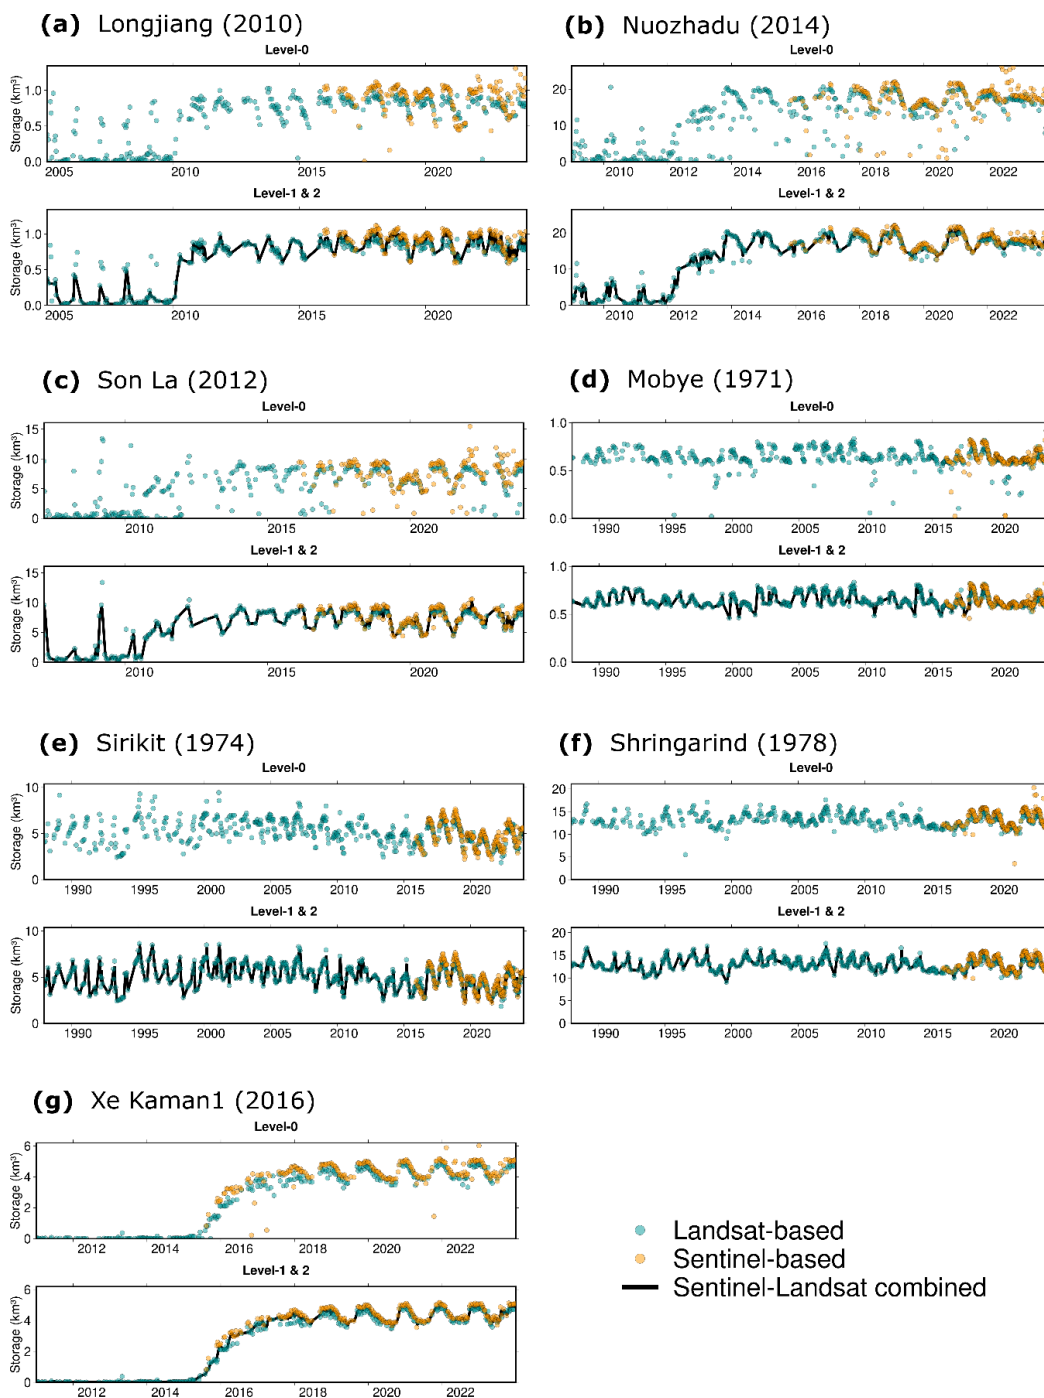 (a) Longjiang (2010)
Level-0
Storage (km³)
1.0
0.5
0.0
2005 2010 2015 2020
Level-1 & 2
Storage (km³)
1.0
0.5
0.0
2005 2010 2015 2020
(b) Nuozhadu (2014)
Level-0
20
10
0
2010 2012 2014 2016 2018 2020 2022
Level-1 & 2
20
10
0
2010 2012 2014 2016 2018 2020 2022
(c) Son La (2012)
Level-0
Storage (km³)
15
10
5
0
2010 2015 2020
Level-1 & 2
Storage (km³)
15
10
5
0
2010 2015 2020
(d) Mobye (1971)
Level-0
1.0
0.5
0.0
1990 1995 2000 2005 2010 2015 2020
Level-1 & 2
1.0
0.5
0.0
1990 1995 2000 2005 2010 2015 2020
(e) Sirikit (1974)
Level-0
Storage (km³)
10
5
0
1990 1995 2000 2005 2010 2015 2020
Level-1 & 2
Storage (km³)
10
5
0
1990 1995 2000 2005 2010 2015 2020
(f) Shringarind (1978)
Level-0
20
15
10
5
0
1990 1995 2000 2005 2010 2015 2020
Level-1 & 2
20
15
10
5
0
1990 1995 2000 2005 2010 2015 2020
(g) Xe Kaman1 (2016)
Level-0
Storage (km³)
6
4
2
0
2012 2014 2016 2018 2020 2022
Level-1 & 2
Storage (km³)
6
4
2
0
2012 2014 2016 2018 2020 2022
Landsat-based
Sentinel-based
Sentinel-Landsat combined